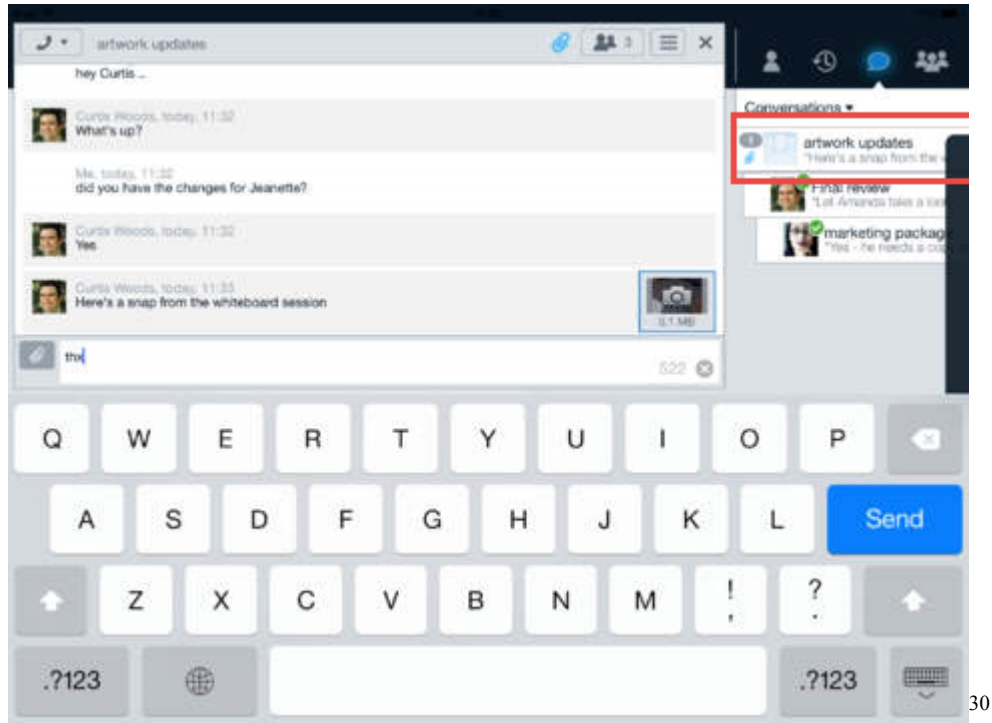 artwork updates
3
hey Curtis ..
Curtis Woods, today, 11:32
What's up?
Me, today, 11:32
did you have the changes for Jeanette?
Curtis Woods, today, 11:32
Yes
Curtis Woods, today, 11:33
Here's a snap from the whiteboard session
0.1 MB
thx
522
Conversations
artwork updates
"Here's a snap from the
Final review
"Let Amanda take a loo
marketing packag
"Yes - he needs a cop
Q W E R T Y U I O P
A S D F G H J K L Send
Z X C V B N M ! , ? .
.?123 .?123
30